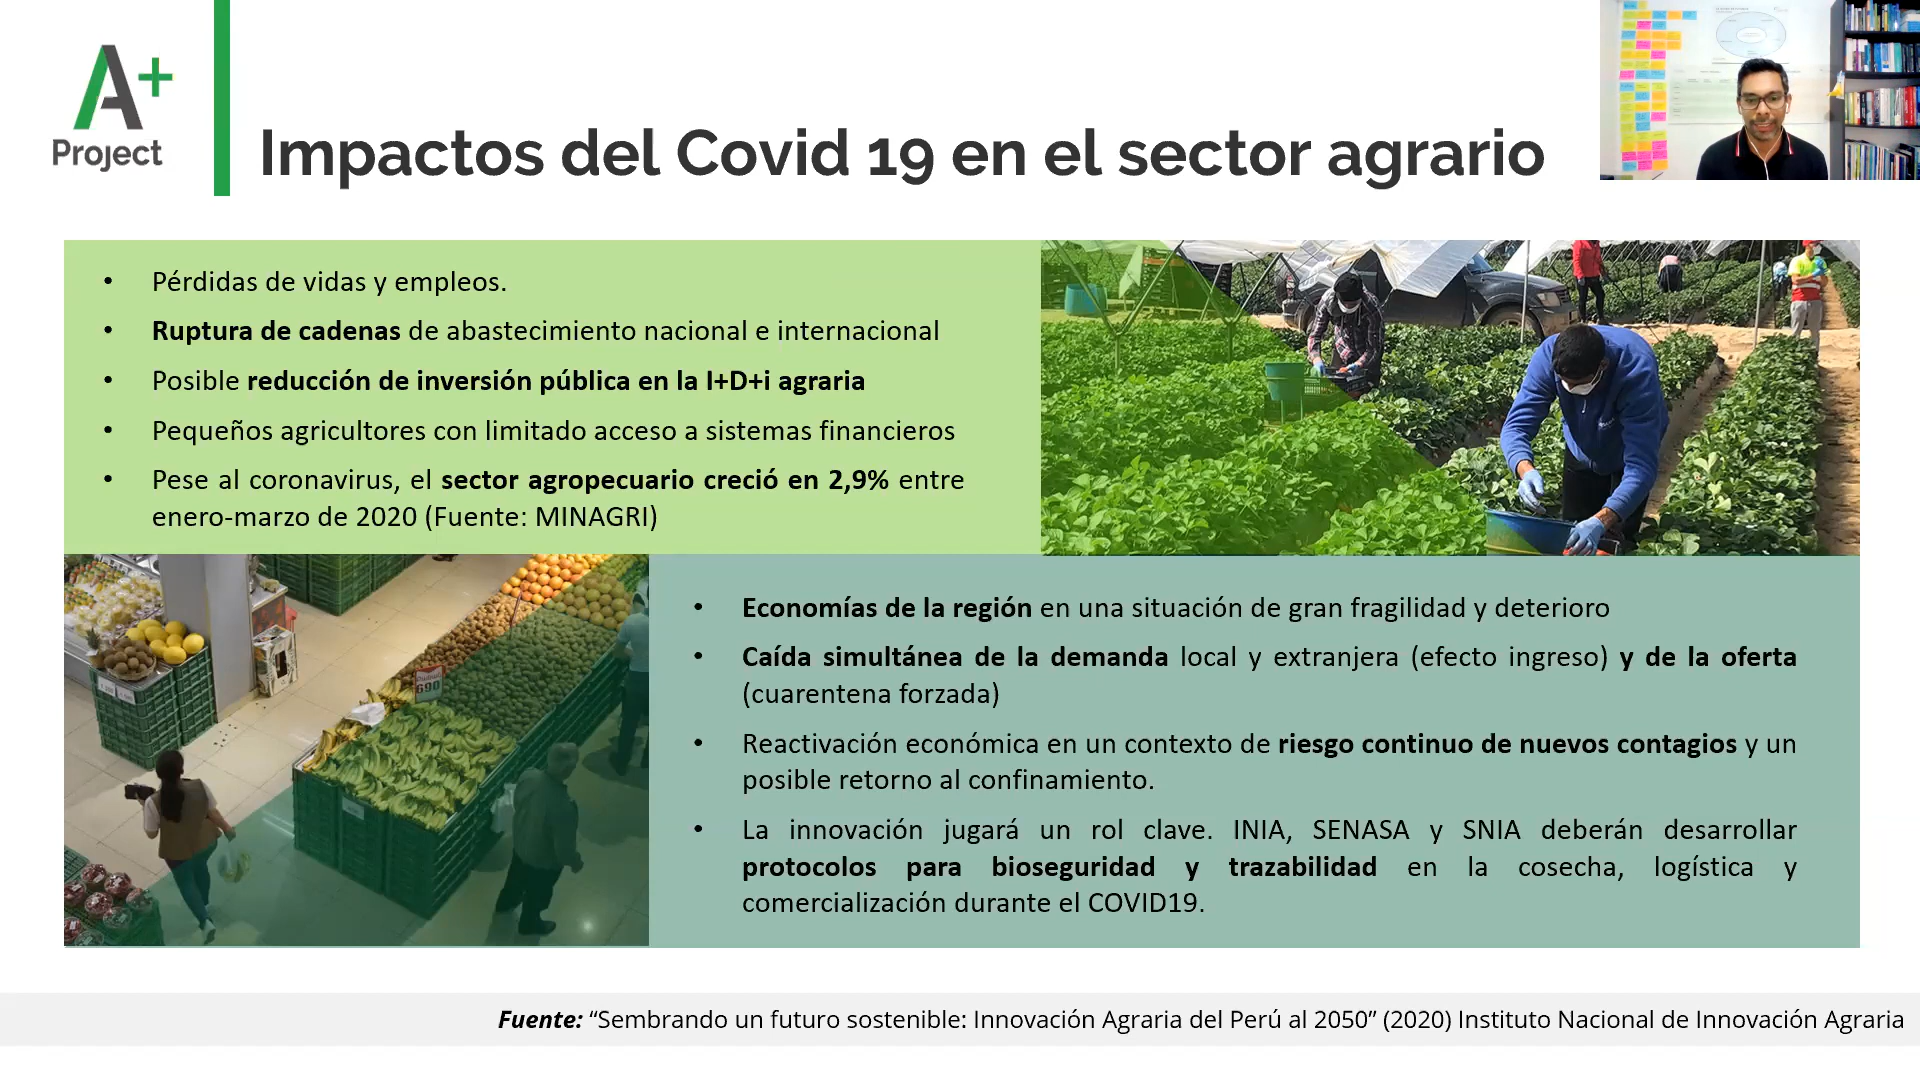 A+
Project
Impactos del Covid 19 en el sector agrario
• Pérdidas de vidas y empleos.
• Ruptura de cadenas de abastecimiento nacional e internacional
• Posible reducción de inversión pública en la I+D+i agraria
• Pequeños agricultores con limitado acceso a sistemas financieros
• Pese al coronavirus, el sector agropecuario creció en 2,9% entre
enero-marzo de 2020 (Fuente: MINAGRI)
690
• Economías de la región en una situación de gran fragilidad y deterioro
• Caída simultánea de la demanda local y extranjera (efecto ingreso) y de la oferta
(cuarentena forzada)
• Reactivación económica en un contexto de riesgo continuo de nuevos contagios y un
posible retorno al confinamiento.
• La innovación jugará un rol clave. INIA, SENASA y SNIA deberán desarrollar
protocolos para bioseguridad y trazabilidad en la cosecha, logística y
comercialización durante el COVID19.
Fuente: “Sembrando un futuro sostenible: Innovación Agraria del Perú al 2050” (2020) Instituto Nacional de Innovación Agraria